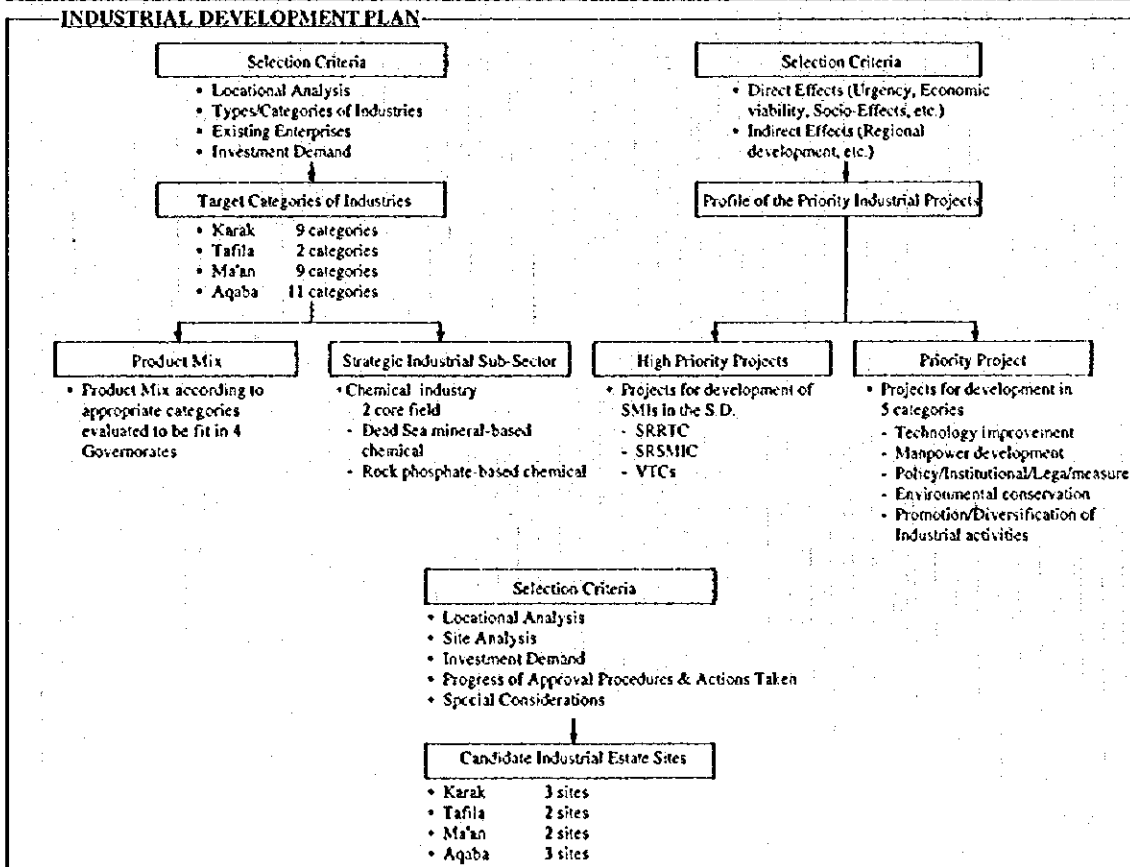 INDUSTRIAL DEVELOPMENT PLAN
Selection Criteria
• Locational Analysis
• Types/Categories of Industries
• Existing Enterprises
• Investment Demand
Target Categories of Industries
• Karak 9 categories
• Tafila 2 categories
• Ma'an 9 categories
• Aqaba 11 categories
Product Mix
• Product Mix according to
appropriate categories
evaluated to be fit in 4
Governorates
Strategic Industrial Sub-Sector
• Chemical industry
2 core field
- Dead Sea mineral-based
chemical
- Rock phosphate-based chemical
Selection Criteria
• Direct Effects (Urgency, Economic
viability, Socio-Effects, etc.)
• Indirect Effects (Regional
development, etc.)
Profile of the Priority Industrial Projects
High Priority Projects
• Projects for development of
SMIs in the S.D.
- SRRTC
- SRSMIC
- VTCs
Priority Project
• Projects for development in
5 categories
- Technology improvement
- Manpower development
- Policy/Institutional/Lega/measure
- Environmental conservation
- Promotion/Diversification of
Industrial activities
Selection Criteria
• Locational Analysis
• Site Analysis
• Investment Demand
• Progress of Approval Procedures & Actions Taken
• Special Considerations
Candidate Industrial Estate Sites
• Karak 3 sites
• Tafila 2 sites
• Ma'an 2 sites
• Aqaba 3 sites